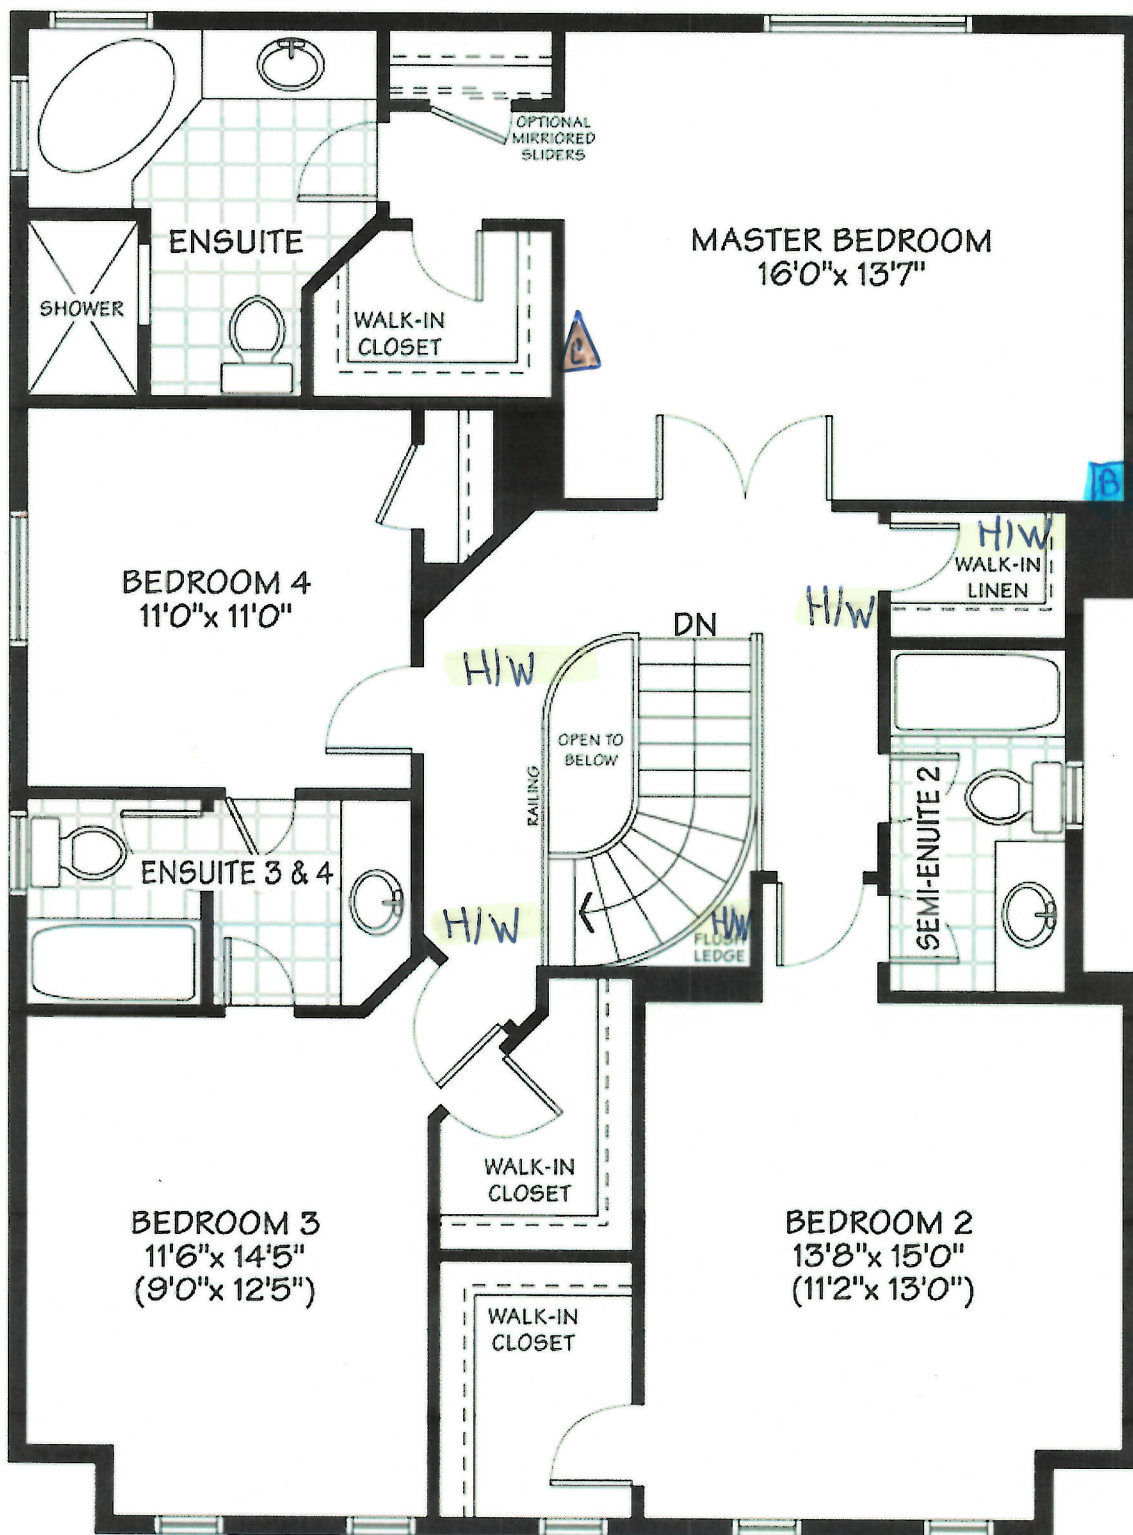 OPTIONAL
MIRRIORED
SLIDERS
ENSUITE
MASTER BEDROOM
16'0"x 13'7"
SHOWER
WALK-IN
CLOSET
C
B
H/W
WALK-IN
LINEN
BEDROOM 4
11'0"x 11'0"
H/W
DN
H/W
OPEN TO
BELOW
RAILING
SEMI-ENUITE 2
ENSUITE 3 & 4
H/W
H/W
FLUSH
LEDGE
WALK-IN
CLOSET
BEDROOM 3
11'6"x 14'5"
(9'0"x 12'5")
BEDROOM 2
13'8"x 15'0"
(11'2"x 13'0")
WALK-IN
CLOSET